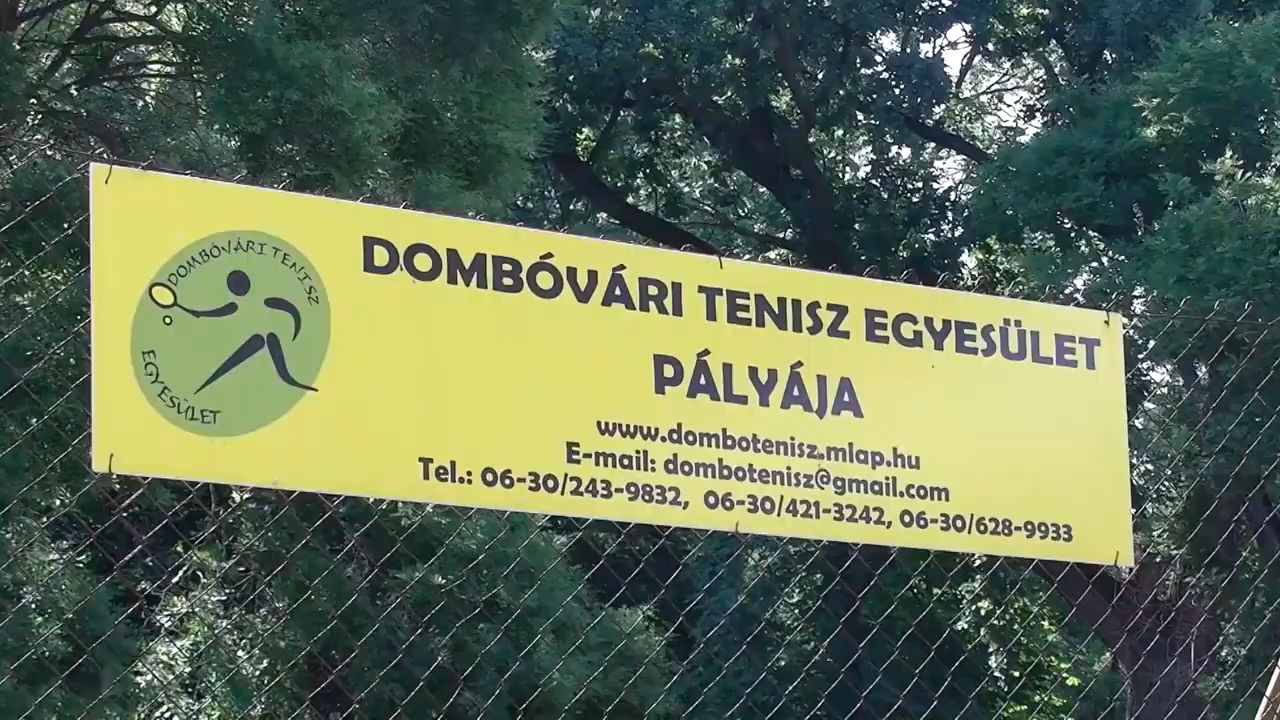 DOMBÓVÁRI TENISZ
EGYESÜLET
DOMBÓVÁRI TENISZ EGYESÜLET
PÁLYÁJA
www.dombotenisz.mlap.hu
E-mail: dombotenisz@gmail.com
Tel.: 06-30/243-9832, 06-30/421-3242, 06-30/628-9933